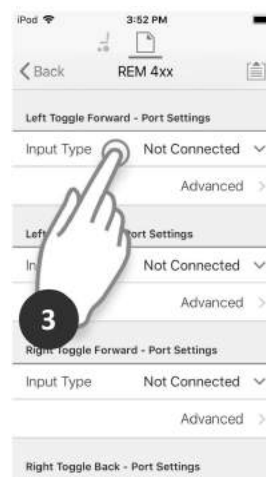 iPod 3:52 PM
Back REM 4xx
Left Toggle Forward - Port Settings
Input Type Not Connected
Advanced
Left Port Settings
In Not Connected
Advanced
3
Right Toggle Forward - Port Settings
Input Type Not Connected
Advanced
Right Toggle Back - Port Settings